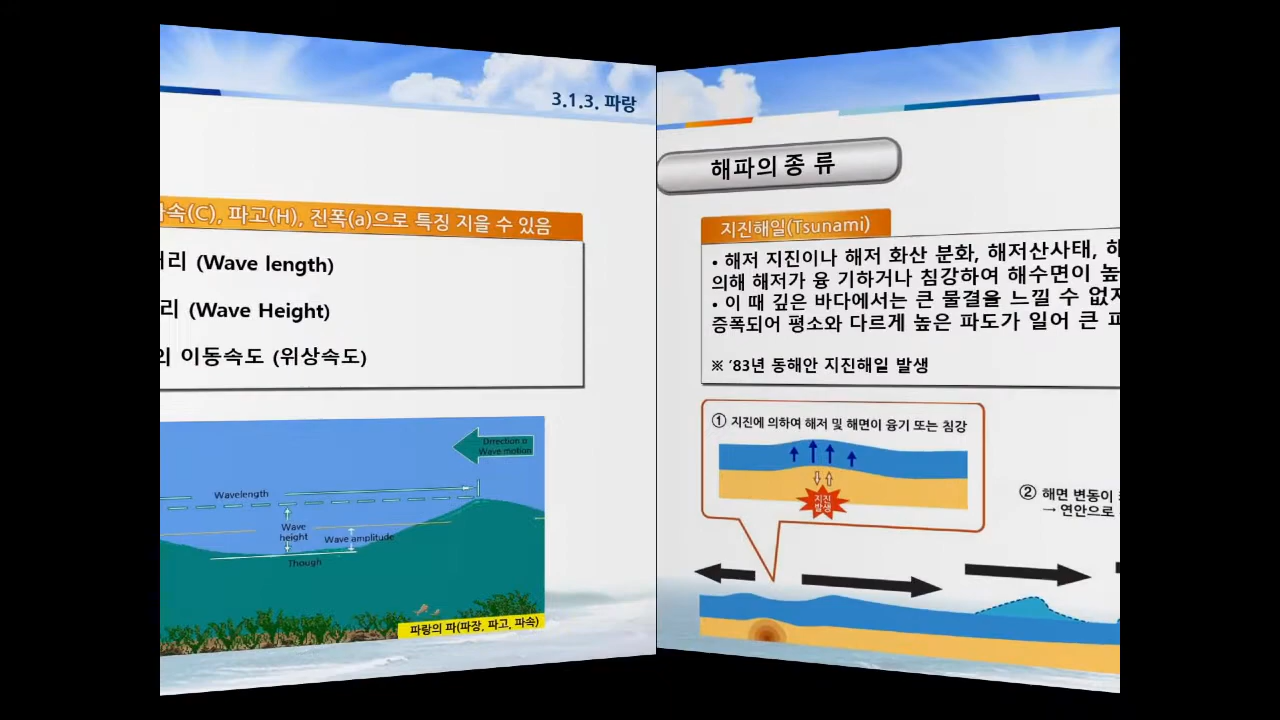 3.1.3. 파랑
속(C), 파고(H), 진폭(a)으로 특징 지을 수 있음
리 (Wave length)
리 (Wave Height)
이동속도 (위상속도)
Wave motion
Wavelength
Wave
height
Wave amplitude
Though
파랑의 파(파장, 파고, 파속)
해파의 종 류
지진해일(Tsunami)
• 해저 지진이나 해저 화산 분화, 해저산사태,
의해 해저가 융 기하거나 침강하여 해수면이
• 이 때 깊은 바다에서는 큰 물결을 느낄 수
증폭되어 평소와 다르게 높은 파도가 일어 큰
※ ‘83년 동해안 지진해일 발생
① 지진에 의하여 해저 및 해면이 융기 또는 침강
지진
발생
② 해면 변동이
→ 연안으로